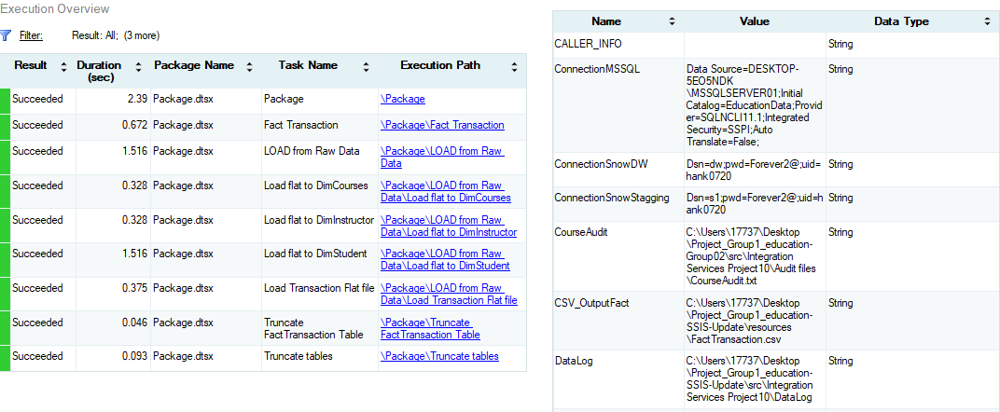 Execution Overview
Filter: Result: All; (3 more)
Result Duration (sec) Package Name Task Name Execution Path
Succeeded 2.39 Package.dtsx Package \Package
Succeeded 0.672 Package.dtsx Fact Transaction \Package\Fact Transaction
Succeeded 1.516 Package.dtsx LOAD from Raw Data \Package\LOAD from Raw
Data
Succeeded 0.328 Package.dtsx Load flat to DimCourses \Package\LOAD from Raw
Data\Load flat to DimCourses
Succeeded 0.328 Package.dtsx Load flat to DimInstructor \Package\LOAD from Raw
Data\Load flat to DimInstructor
Succeeded 1.516 Package.dtsx Load flat to DimStudent \Package\LOAD from Raw
Data\Load flat to DimStudent
Succeeded 0.375 Package.dtsx Load Transaction Flat file \Package\LOAD from Raw
Data\Load Transaction Flat file
Succeeded 0.046 Package.dtsx Truncate \Package\Truncate
FactTransaction Table FactTransaction Table
Succeeded 0.093 Package.dtsx Truncate tables \Package\Truncate tables
Name Value Data Type
CALLER_INFO String
ConnectionMSSQL Data Source=DESKTOP- String
5EO5NDK
\MSSQLSERVER01;Initial
Catalog=EducationData;Provid
er=SQLNCLI11.1;Integrated
Security=SSPI;Auto
Translate=False;
ConnectionSnowDW Dsn=dw;pwd=Forever2@;uid= String
hank0720
ConnectionSnowStagging Dsn=s1;pwd=Forever2@;uid=h String
ank0720
CourseAudit C:\Users\17737\Desktop String
\Project_Group1_education-
Group02\src\Integration
Services Project10\Audit files
\CourseAudit.txt
CSV_OutputFact C:\Users\17737\Desktop String
\Project_Group1_education-
SSIS-Update\resources
\FactTransaction.csv
DataLog C:\Users\17737\Desktop String
\Project_Group1_education-
SSIS-Update\src\Integration
Services Project10\DataLog